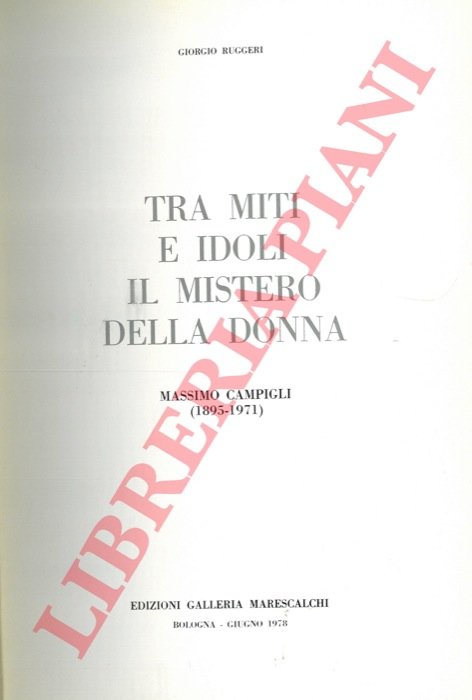 GIORGIO RUGGERI
TRA MITI
E IDOLI
IL MISTERO
DELLA DONNA
MASSIMO CAMPIGLI
(1895-1971)
EDIZIONI GALLERIA MARESCALCHI
BOLOGNA - GIUGNO 1978
LIBRERIA PIANI